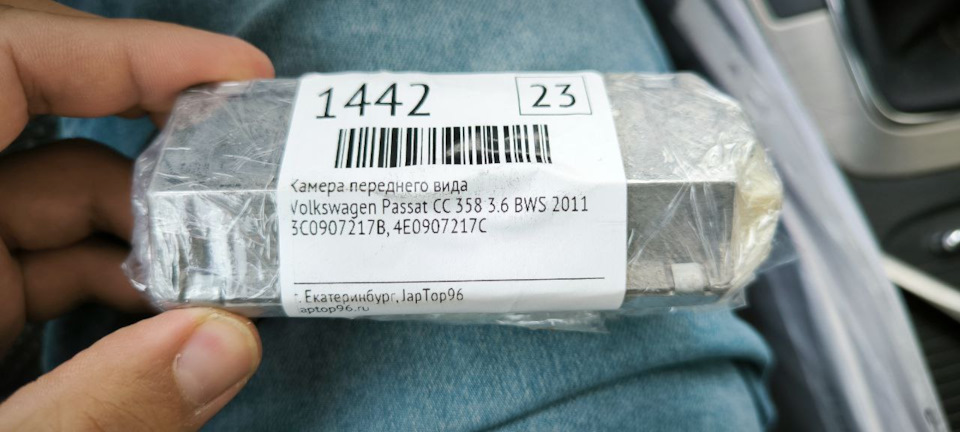 1442
23
Камера переднего вида
Volkswagen Passat CC 358 3.6 BWS 2011
3C0907217B, 4E0907217C
г. Екатеринбург, JapTop96
japtop96.ru